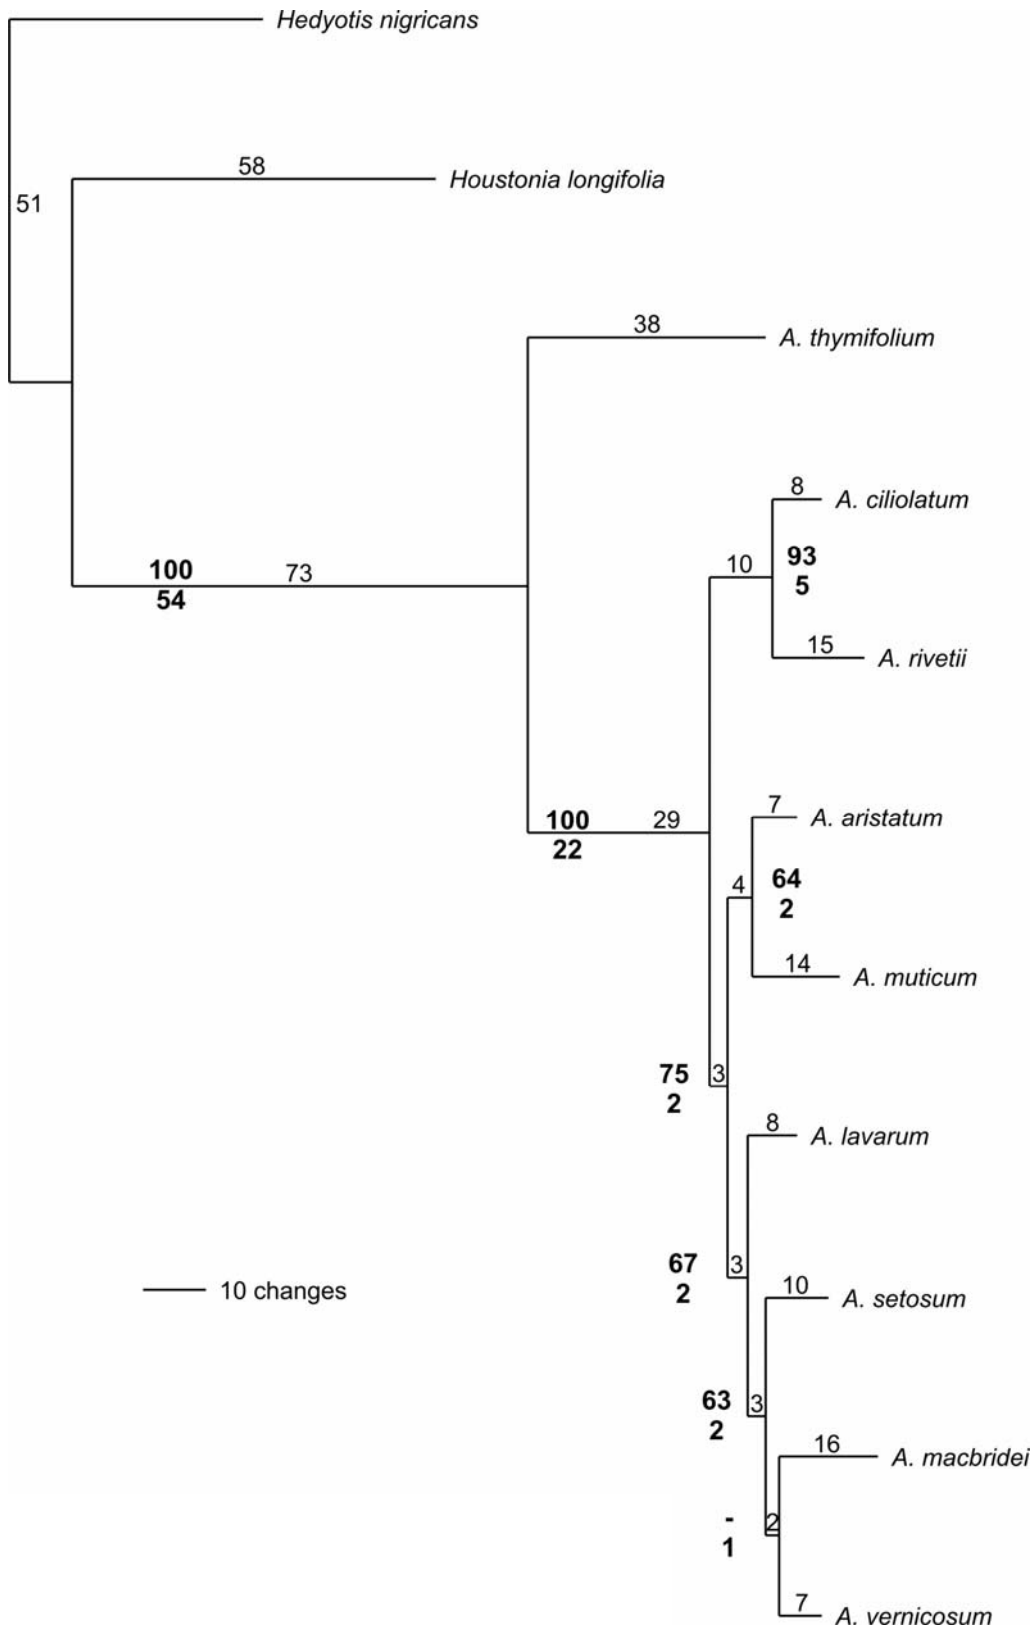 Hedyotis nigricans
58
Houstonia longifolia
51
38
A. thymifolium
8
A. ciliolatum
100 73
54
10 93
5
15
A. rivetii
7
A. aristatum
100 29
22
4 64
2
14
A. muticum
75 3
2
8
A. lavarum
67 3
2
10 changes
10
A. setosum
63 3
2
16
A. macbridei
- 2
1
7
A. vernicosum